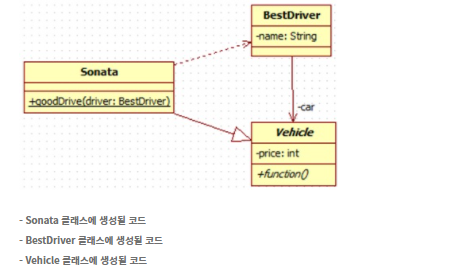 BestDriver
-name: String
Sonata
+goodDrive(driver: BestDriver)
-car
Vehicle
-price: int
+function()
- Sonata 클래스에 생성될 코드
- BestDriver 클래스에 생성될 코드
- Vehicle 클래스에 생성될 코드